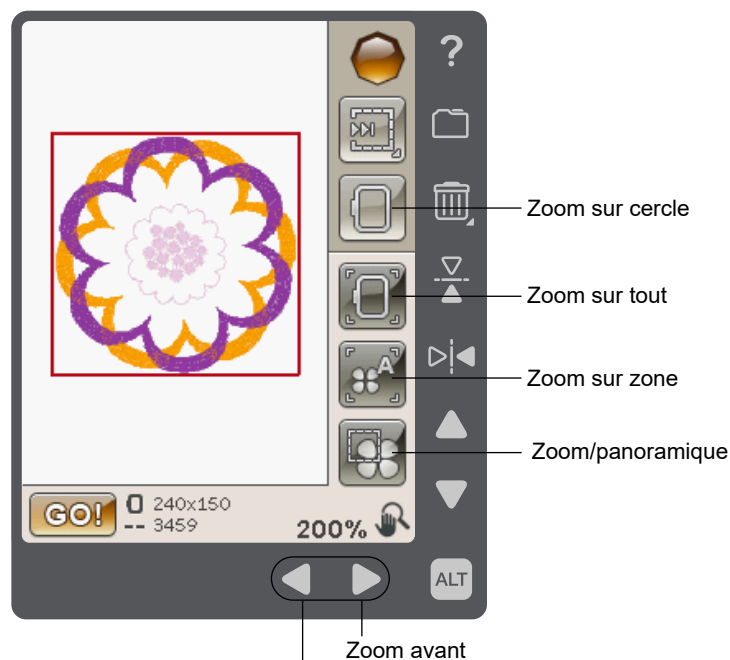 ?
Zoom sur cercle
Zoom sur tout
A
Zoom sur zone
Zoom/panoramique
GO!
240x150
-- 3459
200%
ALT
Zoom avant